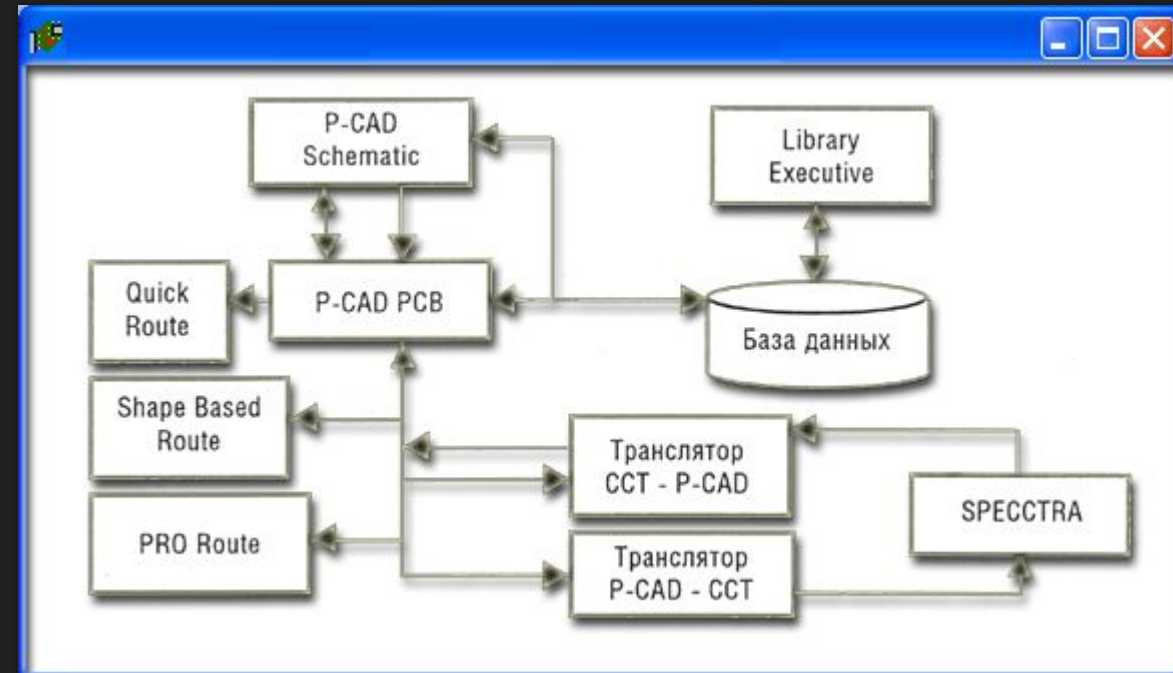 P-CAD
Schematic
Library
Executive
Quick
Route
P-CAD PCB
База данных
Shape Based
Route
Транслятор
CCT - P-CAD
SPECCTRA
PRO Route
Транслятор
P-CAD - CCT